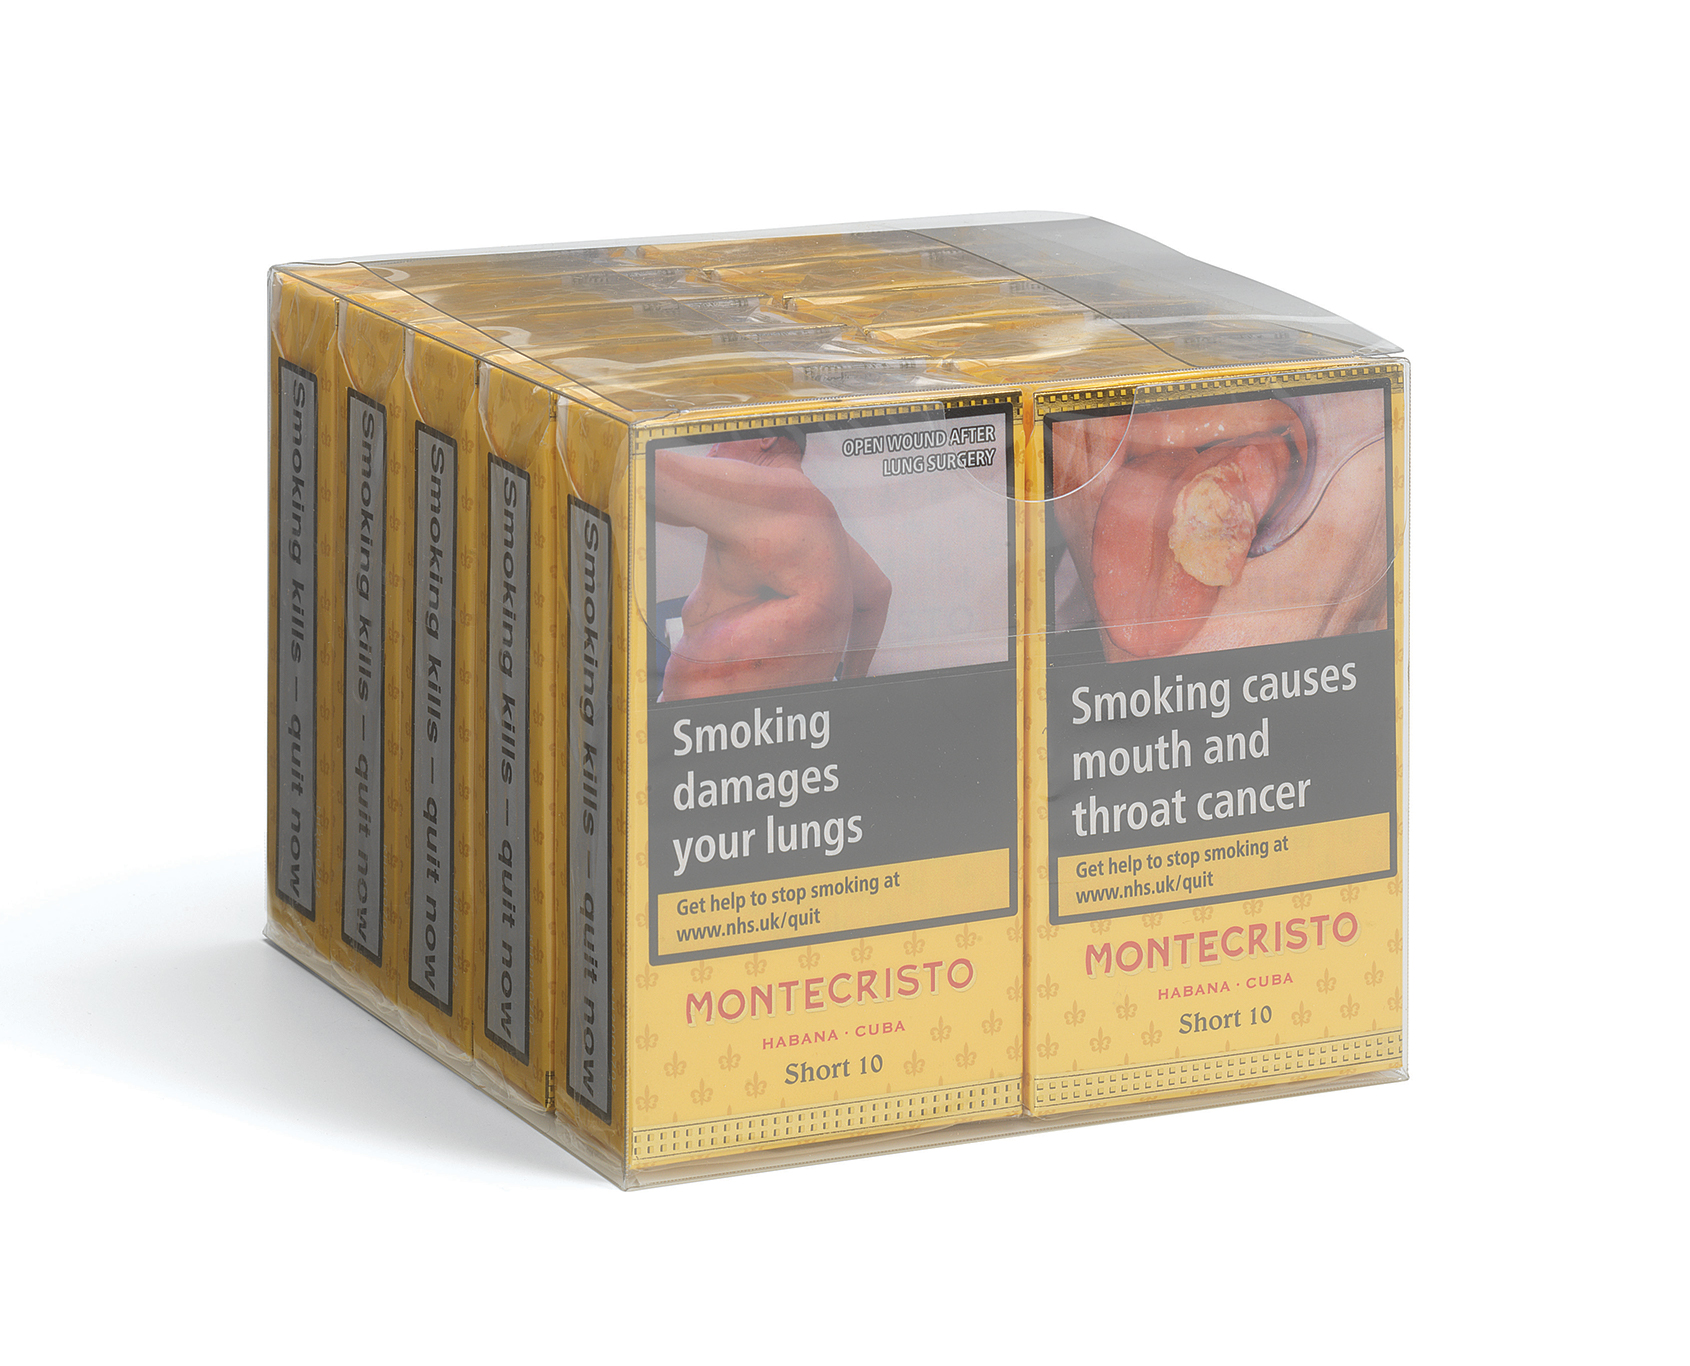 Smoking kills – quit now
Smoking kills – quit now
Smoking kills – quit now
Smoking kills – quit now
Smoking kills – quit now
OPEN WOUND AFTER
LUNG SURGERY
Smoking
damages
your lungs
Get help to stop smoking at
www.nhs.uk/quit
MONTECRISTO
HABANA · CUBA
Short 10
Smoking causes
mouth and
throat cancer
Get help to stop smoking at
www.nhs.uk/quit
MONTECRISTO
HABANA · CUBA
Short 10